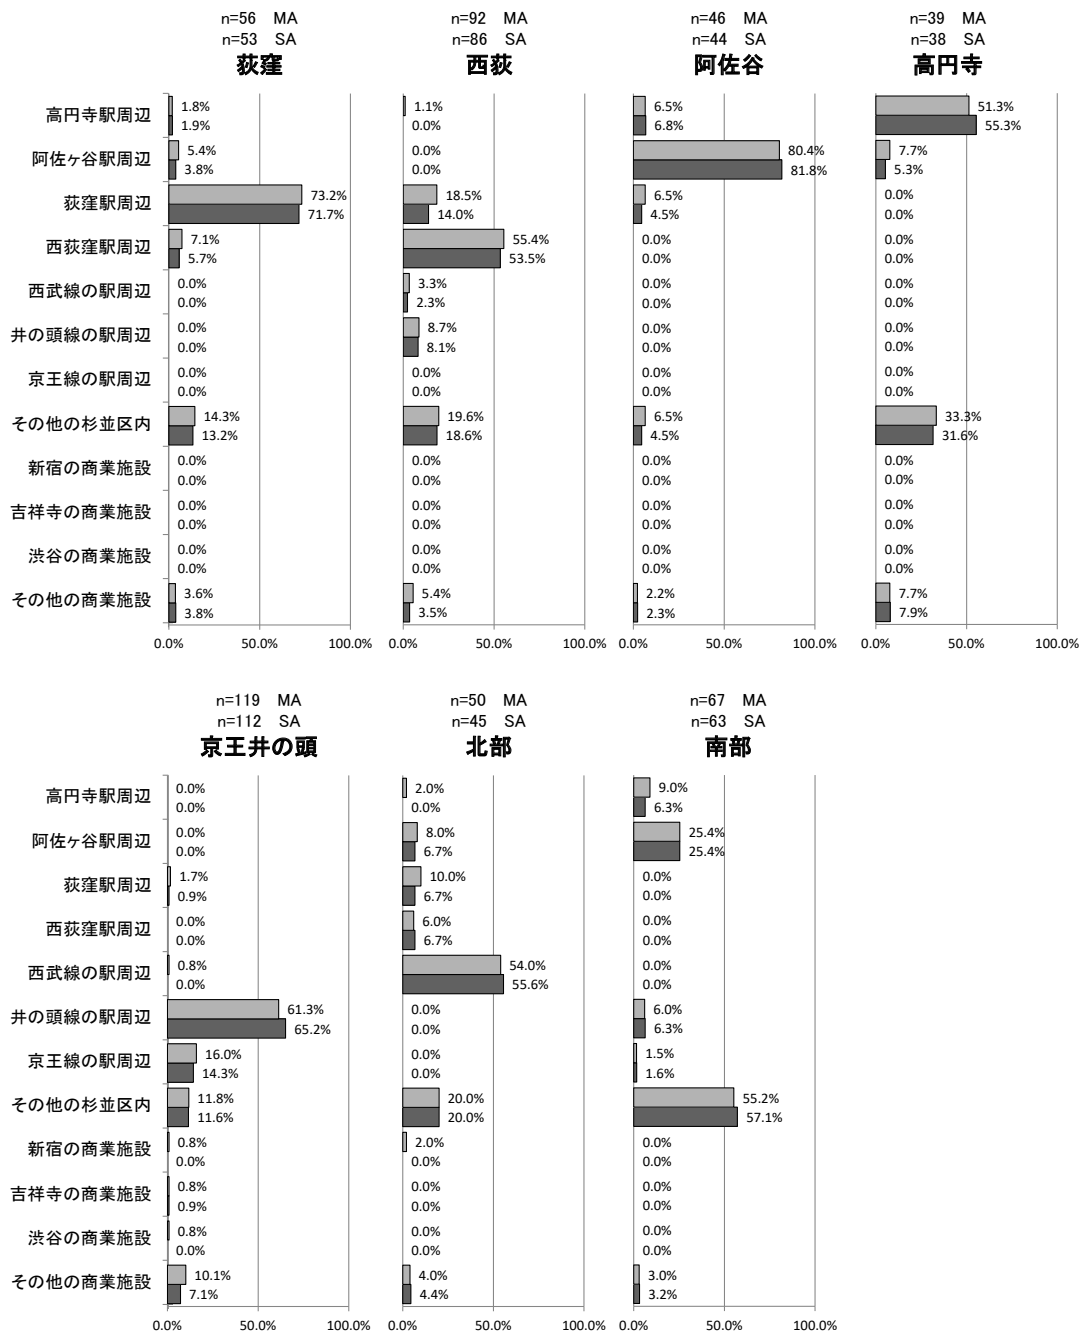 n=56 MA
n=53 SA
荻窪
n=92 MA
n=86 SA
西荻
n=46 MA
n=44 SA
阿佐谷
n=39 MA
n=38 SA
高円寺
高円寺駅周辺 1.8% 1.1% 6.5% 51.3%
1.9% 0.0% 6.8% 55.3%
阿佐ヶ谷駅周辺 5.4% 0.0% 80.4% 7.7%
3.8% 0.0% 81.8% 5.3%
荻窪駅周辺 73.2% 18.5% 6.5% 0.0%
71.7% 14.0% 4.5% 0.0%
西荻窪駅周辺 7.1% 55.4% 0.0% 0.0%
5.7% 53.5% 0.0% 0.0%
西武線の駅周辺 0.0% 3.3% 0.0% 0.0%
0.0% 2.3% 0.0% 0.0%
井の頭線の駅周辺 0.0% 8.7% 0.0% 0.0%
0.0% 8.1% 0.0% 0.0%
京王線の駅周辺 0.0% 0.0% 0.0% 0.0%
0.0% 0.0% 0.0% 0.0%
その他の杉並区内 14.3% 19.6% 6.5% 33.3%
13.2% 18.6% 4.5% 31.6%
新宿の商業施設 0.0% 0.0% 0.0% 0.0%
0.0% 0.0% 0.0% 0.0%
吉祥寺の商業施設 0.0% 0.0% 0.0% 0.0%
0.0% 0.0% 0.0% 0.0%
渋谷の商業施設 0.0% 0.0% 0.0% 0.0%
0.0% 0.0% 0.0% 0.0%
その他の商業施設 3.6% 5.4% 2.2% 7.7%
3.8% 3.5% 2.3% 7.9%
0.0% 50.0% 100.0% 0.0% 50.0% 100.0% 0.0% 50.0% 100.0% 0.0% 50.0% 100.0%
n=119 MA
n=112 SA
京王井の頭
n=50 MA
n=45 SA
北部
n=67 MA
n=63 SA
南部
高円寺駅周辺 0.0% 2.0% 9.0%
0.0% 0.0% 6.3%
阿佐ヶ谷駅周辺 0.0% 8.0% 25.4%
0.0% 6.7% 25.4%
荻窪駅周辺 1.7% 10.0% 0.0%
0.9% 6.7% 0.0%
西荻窪駅周辺 0.0% 6.0% 0.0%
0.0% 6.7% 0.0%
西武線の駅周辺 0.8% 54.0% 0.0%
0.0% 55.6% 0.0%
井の頭線の駅周辺 61.3% 0.0% 6.0%
65.2% 0.0% 6.3%
京王線の駅周辺 16.0% 0.0% 1.5%
14.3% 0.0% 1.6%
その他の杉並区内 11.8% 20.0% 55.2%
11.6% 20.0% 57.1%
新宿の商業施設 0.8% 2.0% 0.0%
0.0% 0.0% 0.0%
吉祥寺の商業施設 0.8% 0.0% 0.0%
0.9% 0.0% 0.0%
渋谷の商業施設 0.8% 0.0% 0.0%
0.0% 0.0% 0.0%
その他の商業施設 10.1% 4.0% 3.0%
7.1% 4.4% 3.2%
0.0% 50.0% 100.0% 0.0% 50.0% 100.0% 0.0% 50.0% 100.0%